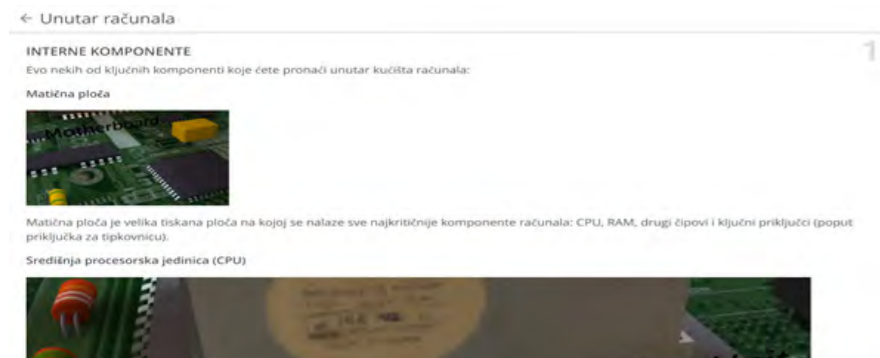 ← Unutar računala
1
INTERNE KOMPONENTE
Evo nekih od ključnih komponenti koje ćete pronaći unutar kućišta računala:
Matična ploča
Motherboard
Matična ploča je velika tiskana ploča na kojoj se nalaze sve najkritičnije komponente računala: CPU, RAM, drugi čipovi i ključni priključci (poput
priključka za tipkovnicu).
Središnja procesorska jedinica (CPU)